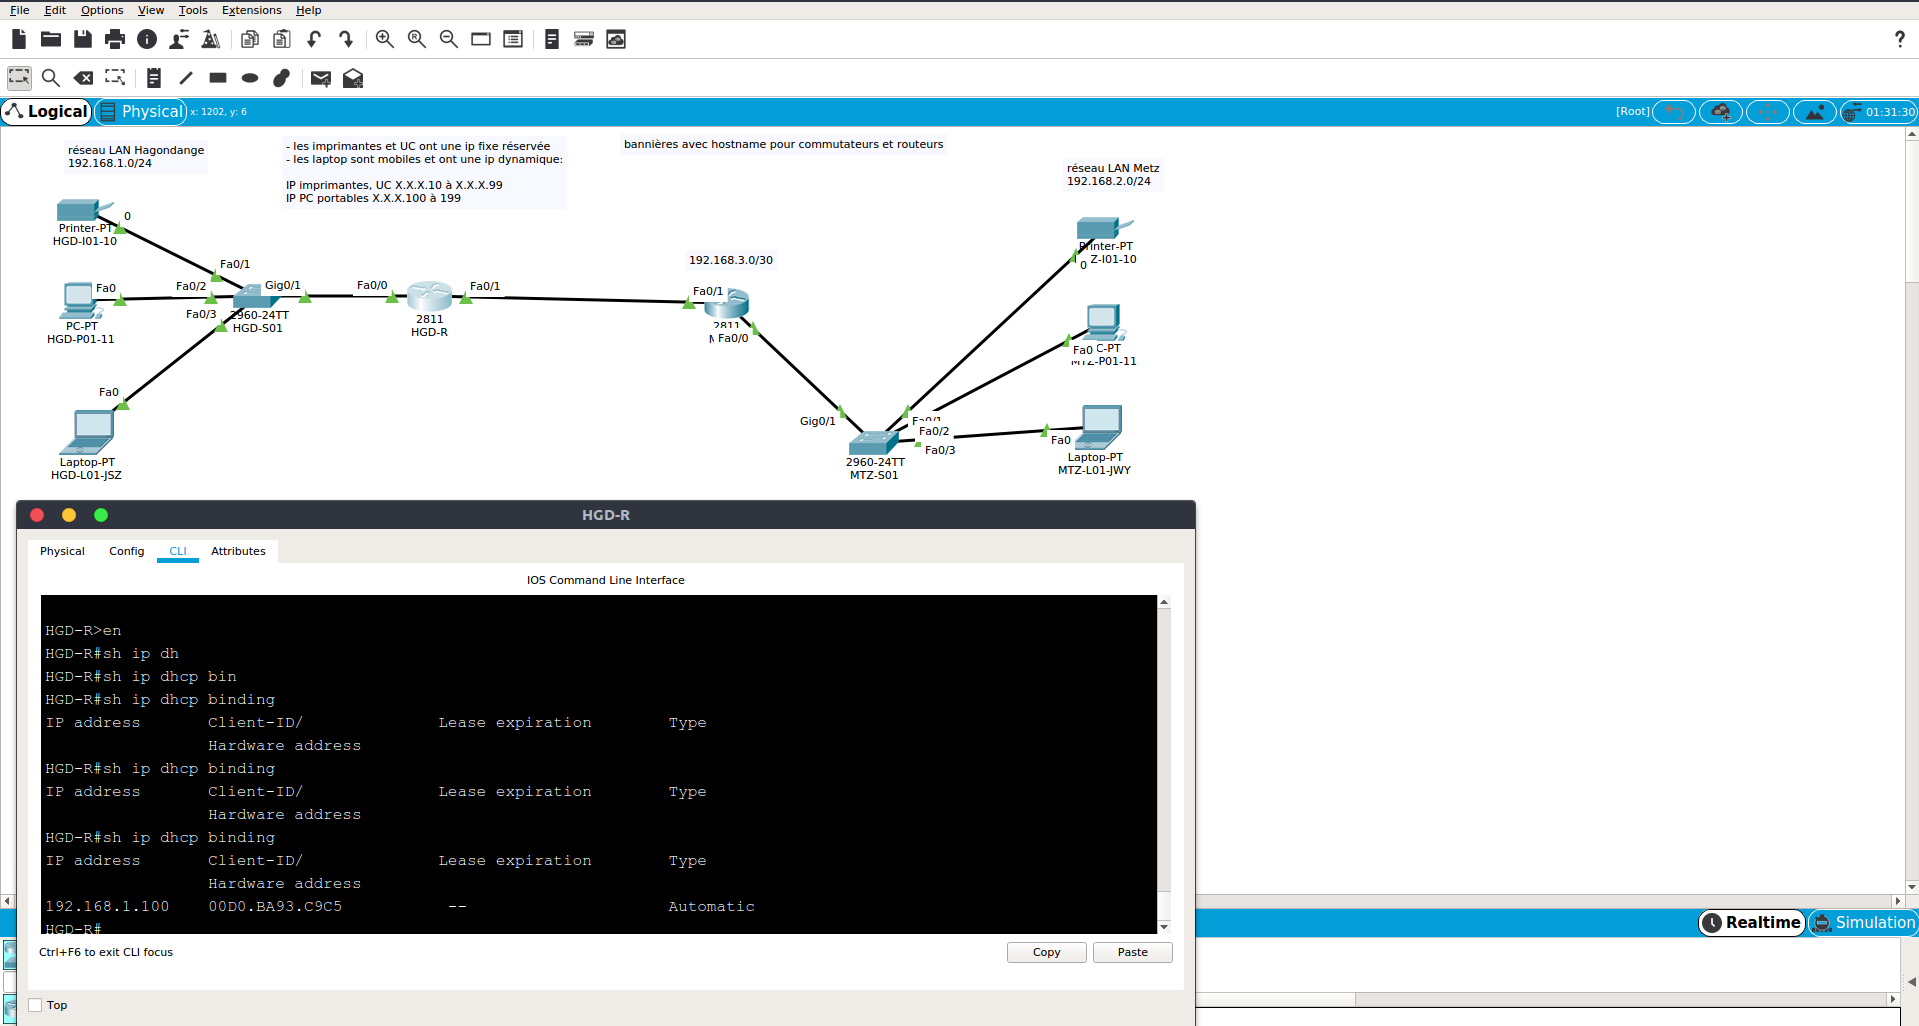 File Edit Options View Tools Extensions Help
?
Logical Physical x: 1202, y: 6 [Root] 01:31:30
réseau LAN Hagondange
192.168.1.0/24
- les imprimantes et UC ont une ip fixe réservée
- les laptop sont mobiles et ont une ip dynamique:
IP imprimantes, UC X.X.X.10 à X.X.X.99
IP PC portables X.X.X.100 à 199
bannières avec hostname pour commutateurs et routeurs
réseau LAN Metz
192.168.2.0/24
0
Printer-PT
HGD-I01-10
Fa0/1
Fa0
Fa0/2
Gig0/1
Fa0/0
Fa0/1
Fa0/3
PC-PT
HGD-P01-11
2960-24TT
HGD-S01
2811
HGD-R
192.168.3.0/30
Fa0/1
2811
Fa0/0
Printer-PT
Z-I01-10
0
Fa0
C-PT
MTZ-P01-11
Fa0
Laptop-PT
HGD-L01-JSZ
Gig0/1
Fa0/1
Fa0/2
Fa0/3
Fa0
2960-24TT
MTZ-S01
Laptop-PT
MTZ-L01-JWY
HGD-R
Physical Config CLI Attributes
IOS Command Line Interface
HGD-R>en
HGD-R#sh ip dh
HGD-R#sh ip dhcp bin
HGD-R#sh ip dhcp binding
IP address Client-ID/ Lease expiration Type
Hardware address
HGD-R#sh ip dhcp binding
IP address Client-ID/ Lease expiration Type
Hardware address
HGD-R#sh ip dhcp binding
IP address Client-ID/ Lease expiration Type
Hardware address
192.168.1.100 00D0.BA93.C9C5 -- Automatic
HGD-R#
Ctrl+F6 to exit CLI focus
Copy Paste
Top
Realtime Simulation